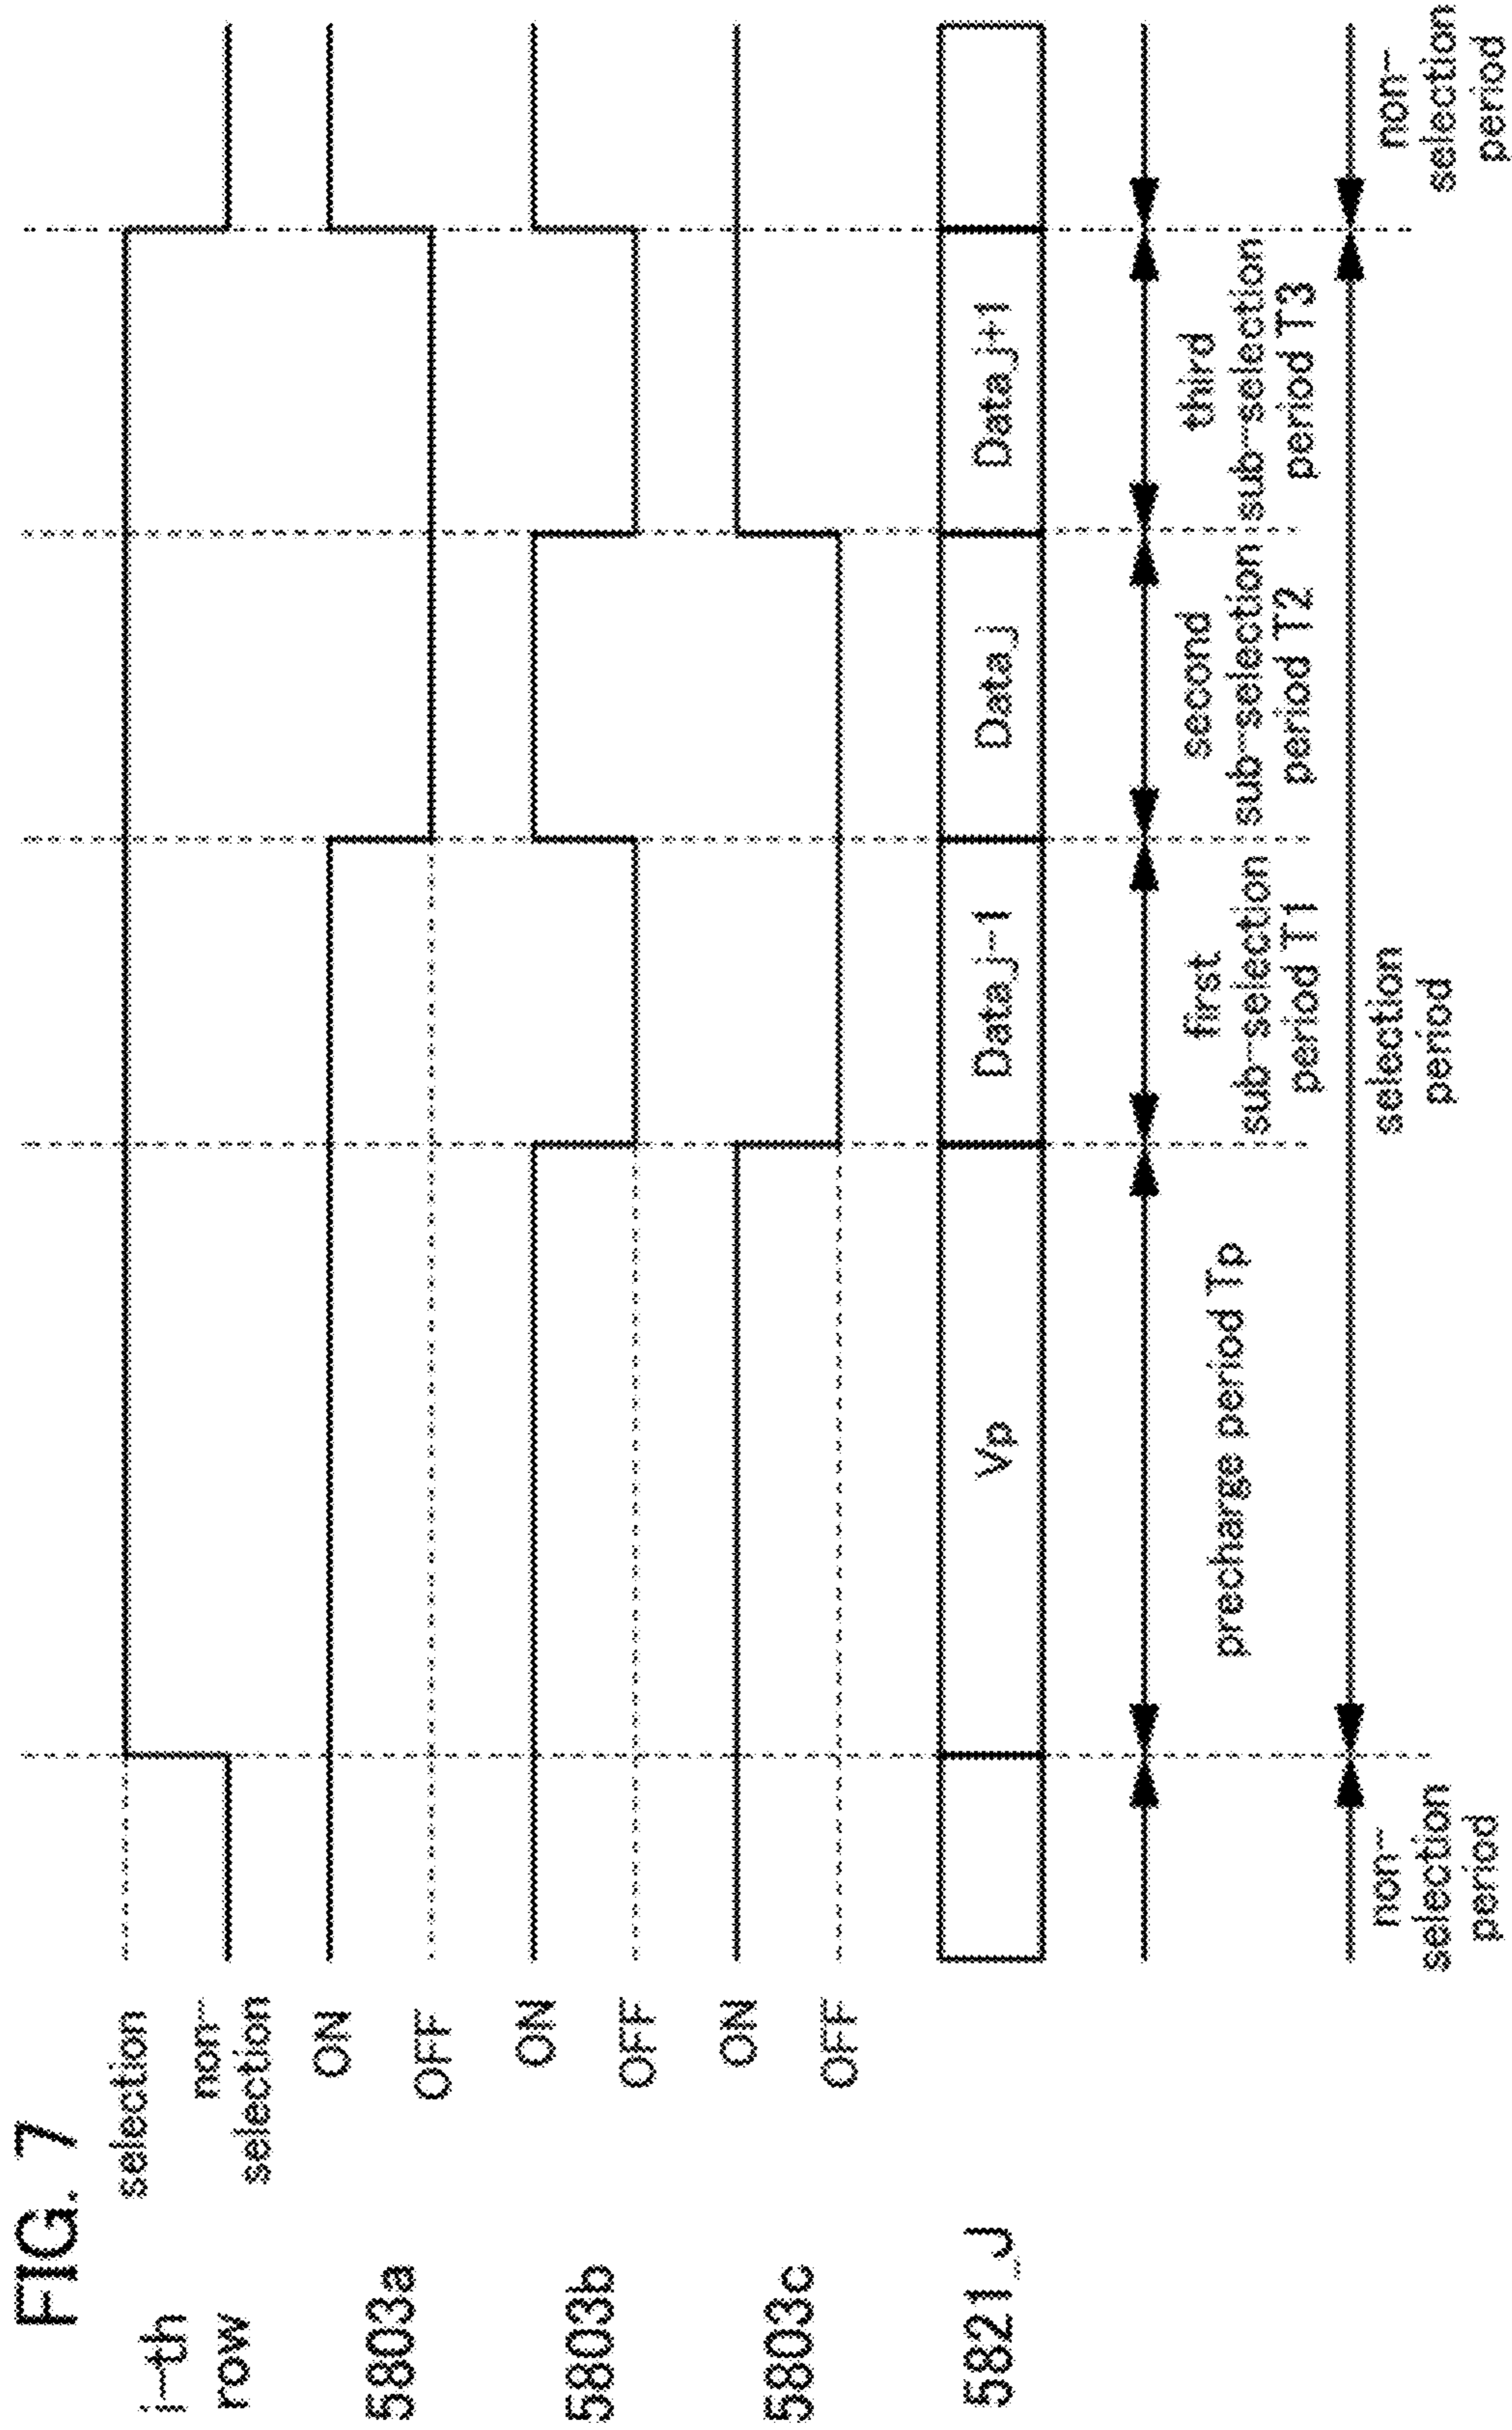 FIG. 7
i-th
row
selection
non-
selection
5803a
ON
OFF
5803b
ON
OFF
5803c
ON
OFF
5821_J
Vp
Data_j-1
Data_j
Data_j+1
precharge period Tp
first
sub-selection
period T1
second
sub-selection
period T2
third
sub-selection
period T3
non-
selection
period
selection
period
non-
selection
period